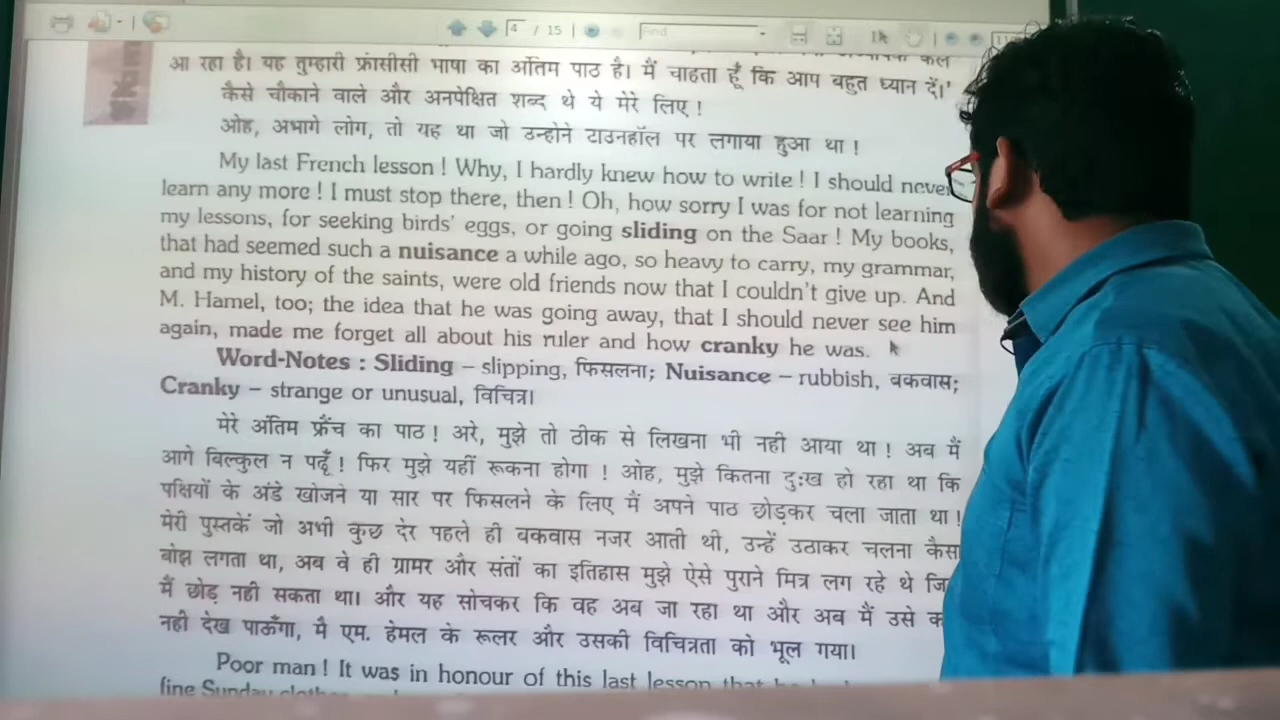 4 / 15
Find
कल
आ रहा है। यह तुम्हारी फ्रांसीसी भाषा का अंतिम पाठ है। मैं चाहता हूँ कि आप बहुत ध्यान दें।'
कैसे चौकाने वाले और अनपेक्षित शब्द थे ये मेरे लिए !
ओह, अभागे लोग, तो यह था जो उन्होने टाउनहॉल पर लगाया हुआ था !
My last French lesson ! Why, I hardly knew how to write ! I should never
learn any more ! I must stop there, then ! Oh, how sorry I was for not learning
my lessons, for seeking birds' eggs, or going sliding on the Saar ! My books,
that had seemed such a nuisance a while ago, so heavy to carry, my grammar,
and my history of the saints, were old friends now that I couldn't give up. And
M. Hamel, too; the idea that he was going away, that I should never see him
again, made me forget all about his ruler and how cranky he was.
Word-Notes : Sliding – slipping, फिसलना; Nuisance – rubbish, बकवास;
Cranky – strange or unusual, विचित्र।
मेरे अंतिम फ्रैंच का पाठ ! अरे, मुझे तो ठीक से लिखना भी नही आया था ! अब मैं
आगे बिल्कुल न पढूँ ! फिर मुझे यहीं रूकना होगा ! ओह, मुझे कितना दुःख हो रहा था कि
पक्षियों के अंडे खोजने या सार पर फिसलने के लिए मैं अपने पाठ छोड़कर चला जाता था !
मेरी पुस्तकें जो अभी कुछ देर पहले ही बकवास नजर आती थी, उन्हें उठाकर चलना कैसा
बोझ लगता था, अब वे ही ग्रामर और संतों का इतिहास मुझे ऐसे पुराने मित्र लग रहे थे
मैं छोड़ नही सकता था। और यह सोचकर कि वह अब जा रहा था और अब मैं उसे
नही देख पाऊँगा, मै एम. हेमल के रूलर और उसकी विचित्रता को भूल गया।
Poor man ! It was in honour of this last lesson that
fine Sunday